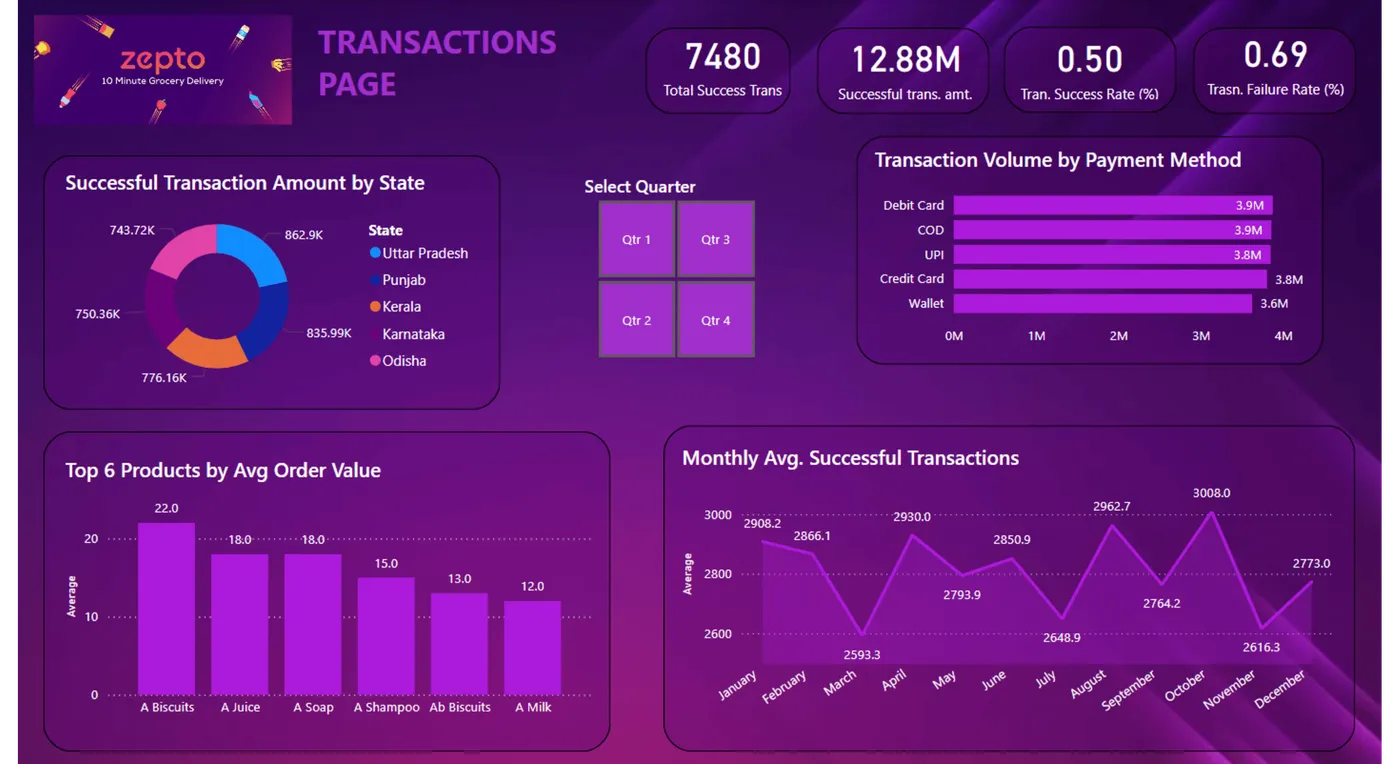 zepto
10 Minute Grocery Delivery
TRANSACTIONS
PAGE
7480
Total Success Trans
12.88M
Successful trans. amt.
0.50
Tran. Success Rate (%)
0.69
Trasn. Failure Rate (%)
Successful Transaction Amount by State
743.72K
862.9K
750.36K
835.99K
776.16K
State
Uttar Pradesh
Punjab
Kerala
Karnataka
Odisha
Select Quarter
Qtr 1
Qtr 3
Qtr 2
Qtr 4
Transaction Volume by Payment Method
Debit Card 3.9M
COD 3.9M
UPI 3.8M
Credit Card 3.8M
Wallet 3.6M
0M 1M 2M 3M 4M
Top 6 Products by Avg Order Value
Average
20
10
0
22.0
18.0
18.0
15.0
13.0
12.0
A Biscuits
A Juice
A Soap
A Shampoo
Ab Biscuits
A Milk
Monthly Avg. Successful Transactions
Average
3000
2800
2600
2908.2
2866.1
2593.3
2930.0
2793.9
2850.9
2648.9
2962.7
2764.2
3008.0
2616.3
2773.0
January
February
March
April
May
June
July
August
September
October
November
December